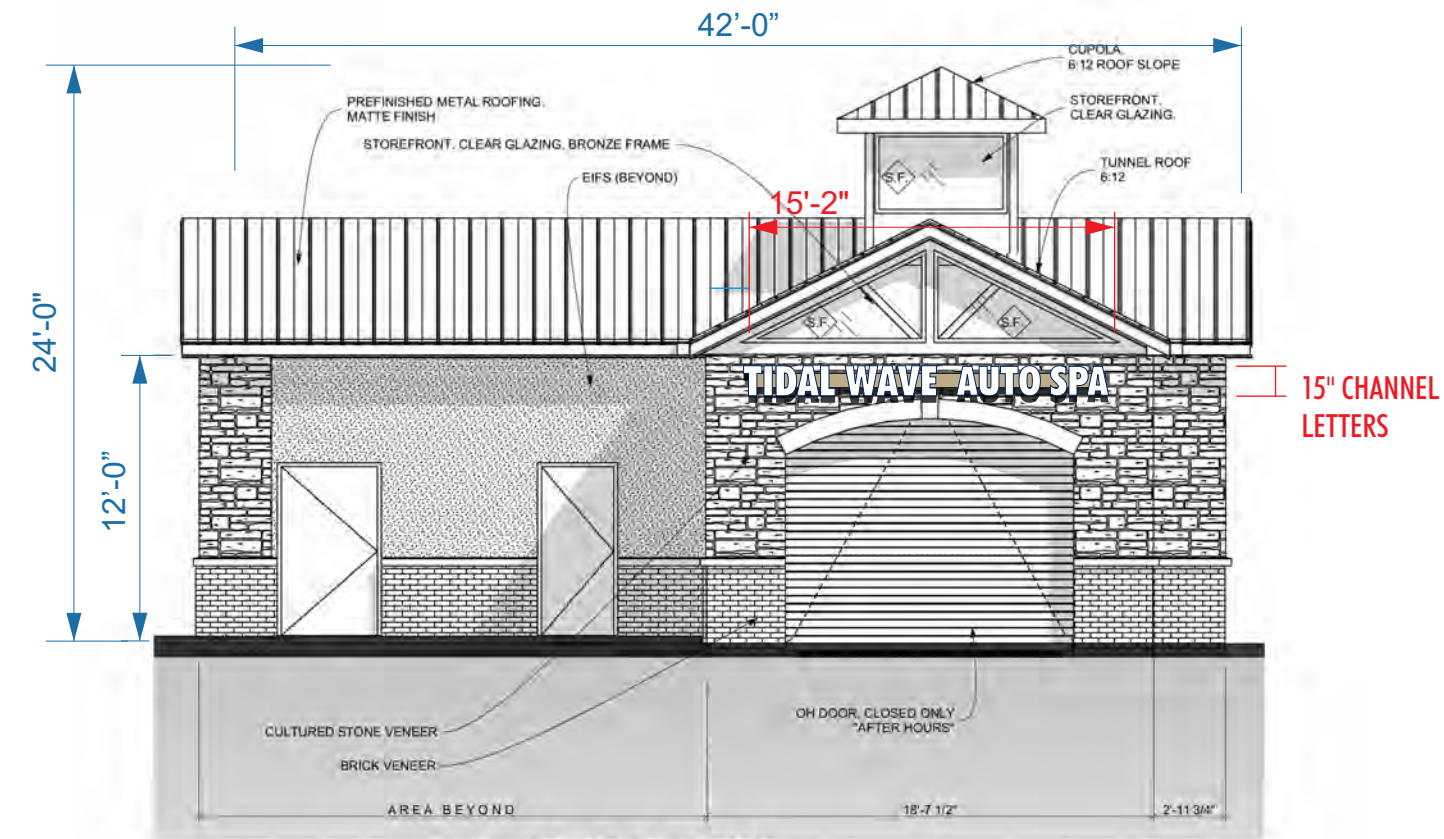 42’-0”
CUPOLA.
6:12 ROOF SLOPE
PREFINISHED METAL ROOFING.
MATTE FINISH
STOREFRONT.
CLEAR GLAZING.
STOREFRONT. CLEAR GLAZING. BRONZE FRAME
TUNNEL ROOF
6:12
EIFS (BEYOND)
S.F.
15'-2"
24’-0"
S.F.
S.F.
TIDAL WAVE AUTO SPA
15" CHANNEL
LETTERS
12’-0”
OH DOOR, CLOSED ONLY
"AFTER HOURS"
CULTURED STONE VENEER
BRICK VENEER
AREA BEYOND
18'-7 1/2"
2'-11 3/4"